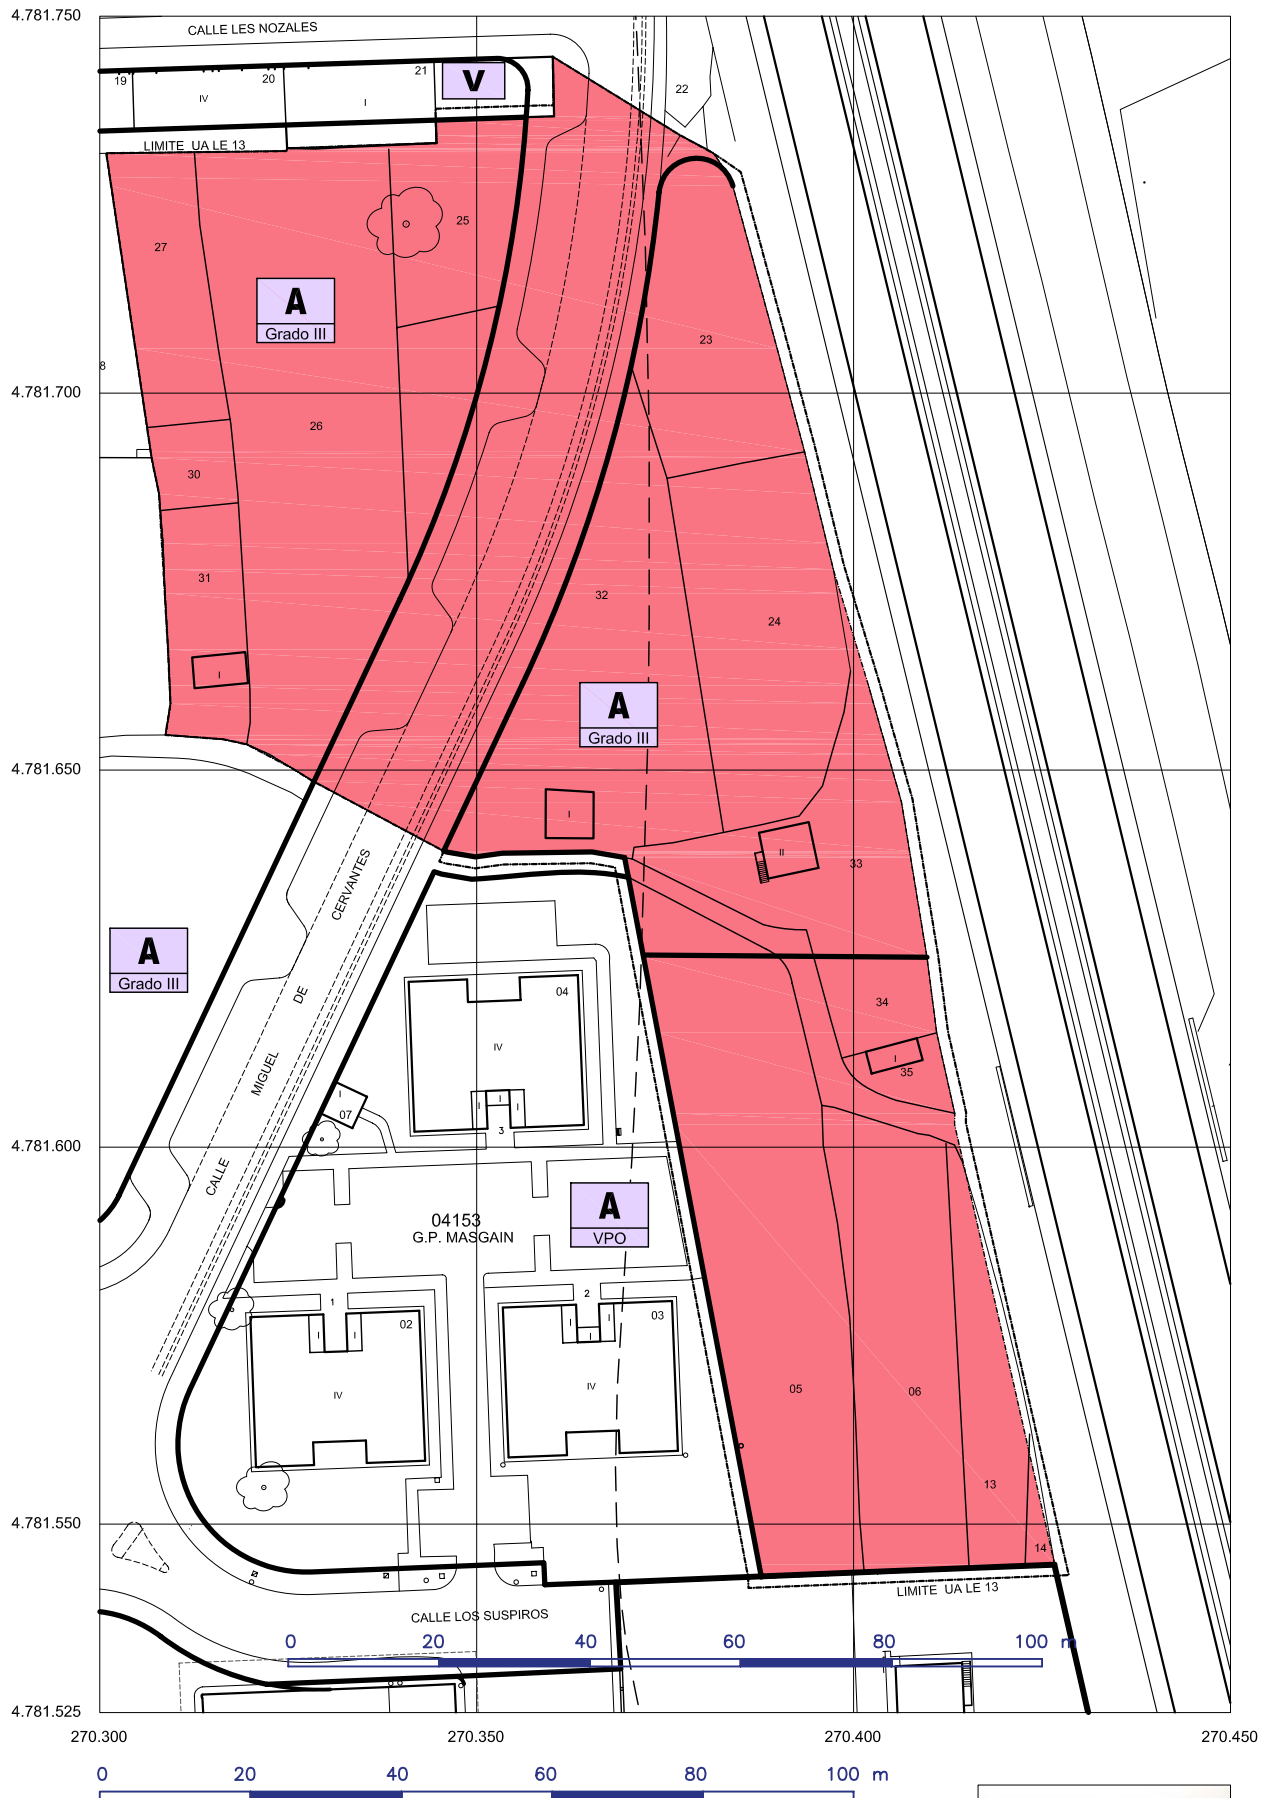 4.781.750
CALLE LES NOZALES
19
20
21
V
22
IV
I
LIMITE UA LE 13
25
27
A
Grado III
23
8
4.781.700
26
30
31
32
24
I
A
Grado III
4.781.650
I
II
33
CALLE MIGUEL DE CERVANTES
A
Grado III
04
34
IV
I
35
I
07
I
I
I
3
4.781.600
A
VPO
04153
G.P. MASGAIN
1
2
02
03
I
I
I
I
I
IV
IV
05
06
13
4.781.550
14
LIMITE UA LE 13
CALLE LOS SUSPIROS
0 20 40 60 80 100 m
4.781.525
270.300 270.350 270.400 270.450
0 20 40 60 80 100 m